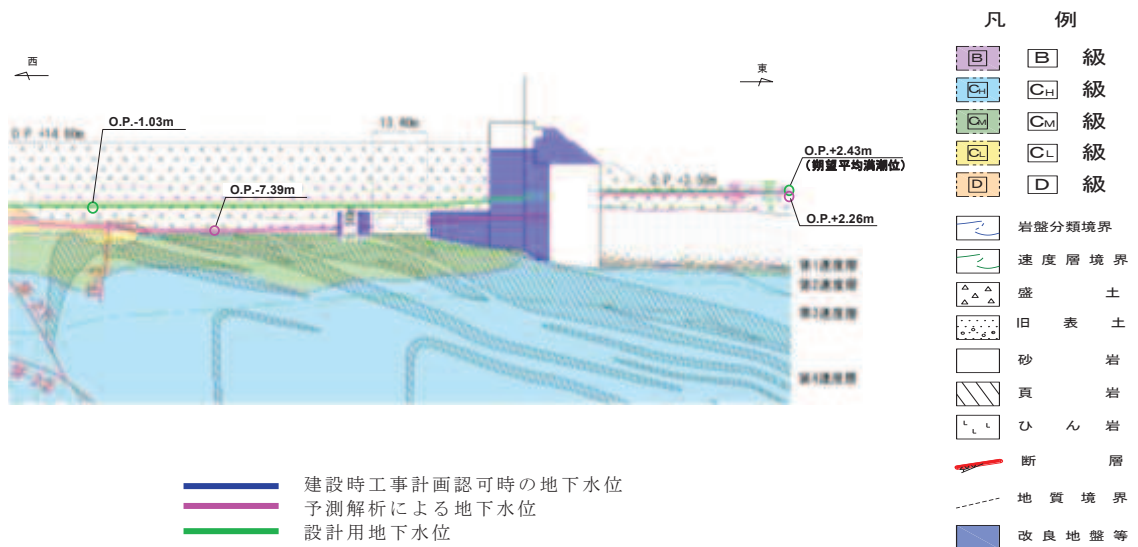 西
東
O.P.-1.03m
O.P.+14.80m
13.40m
O.P.-7.39m
O.P.+2.43m
(朔望平均満潮位)
O.P.+3.50m
O.P.+2.26m
第1速度層
第2速度層
第3速度層
第4速度層
建設時工事計画認可時の地下水位
予測解析による地下水位
設計用地下水位
凡 例
B B 級
CH CH 級
CM CM 級
CL CL 級
D D 級
岩盤分類境界
速度層境界
盛 土
旧 表 土
砂 岩
頁 岩
ひ ん 岩
断 層
地 質 境 界
改 良 地 盤 等